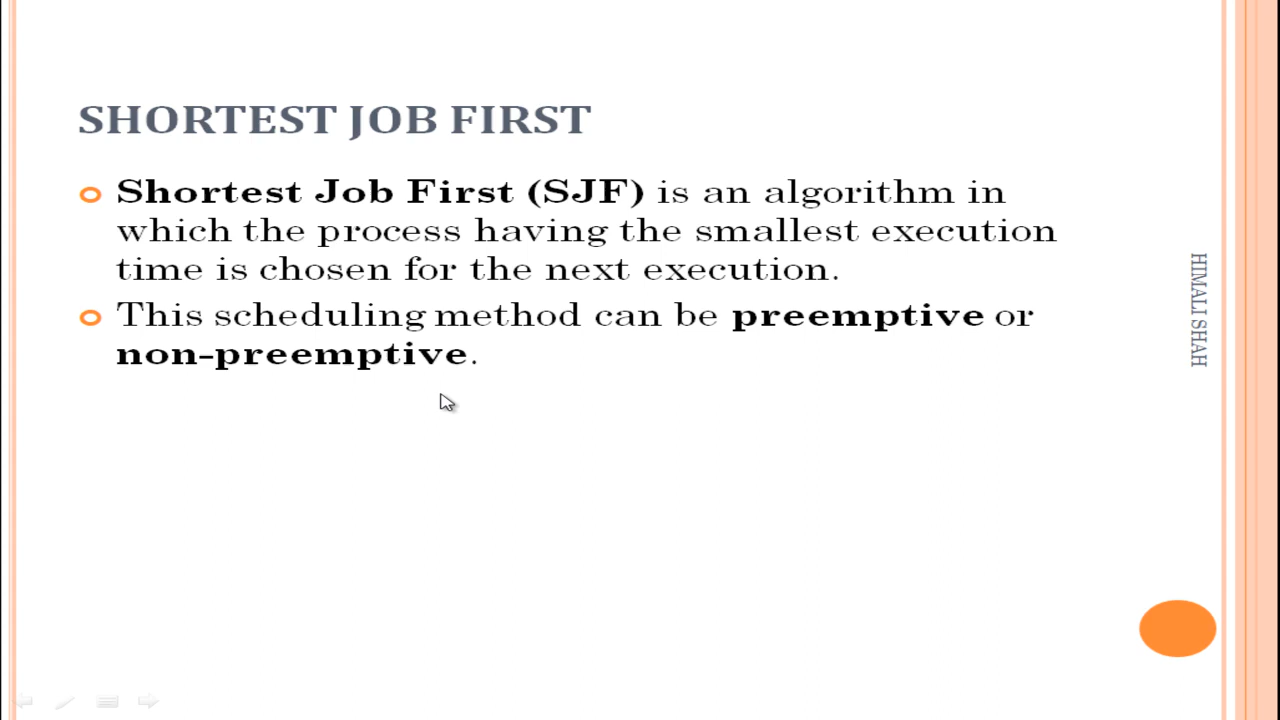 SHORTEST JOB FIRST
Shortest Job First (SJF) is an algorithm in
which the process having the smallest execution
time is chosen for the next execution.
This scheduling method can be preemptive or
non-preemptive.
HIMALI SHAH